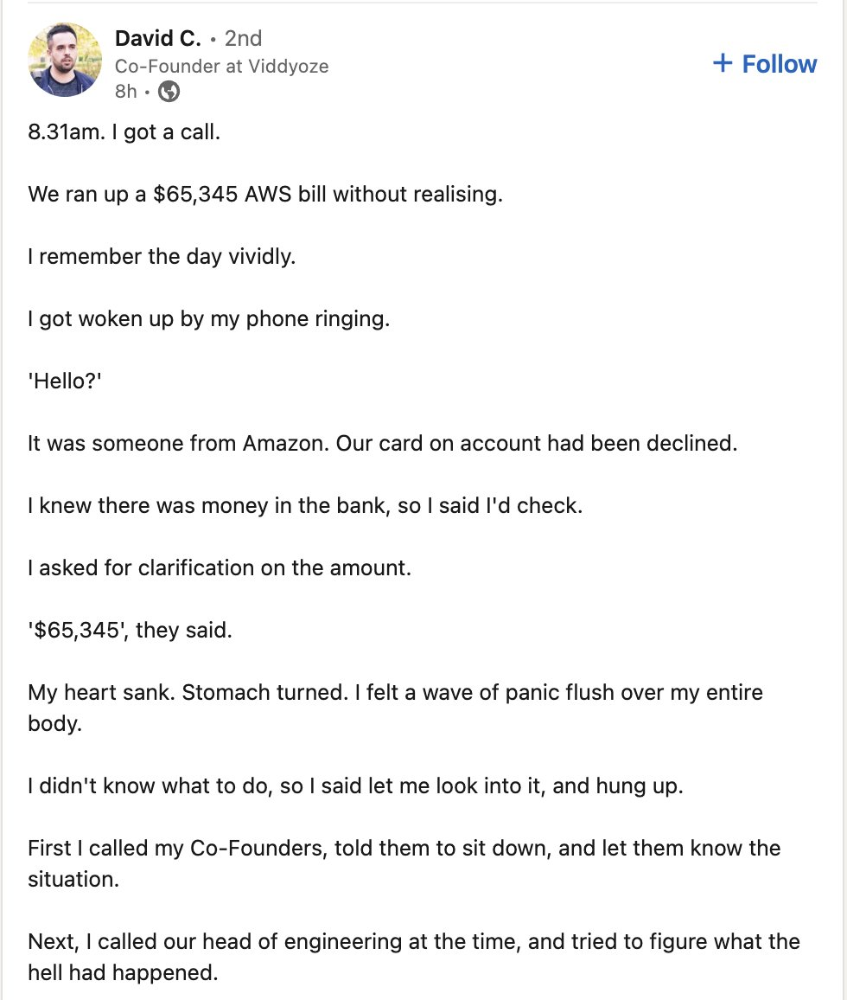 David C. • 2nd
Co-Founder at Viddyoze
8h •
+ Follow
8.31am. I got a call.
We ran up a $65,345 AWS bill without realising.
I remember the day vividly.
I got woken up by my phone ringing.
'Hello?'
It was someone from Amazon. Our card on account had been declined.
I knew there was money in the bank, so I said I'd check.
I asked for clarification on the amount.
'$65,345', they said.
My heart sank. Stomach turned. I felt a wave of panic flush over my entire
body.
I didn't know what to do, so I said let me look into it, and hung up.
First I called my Co-Founders, told them to sit down, and let them know the
situation.
Next, I called our head of engineering at the time, and tried to figure what the
hell had happened.